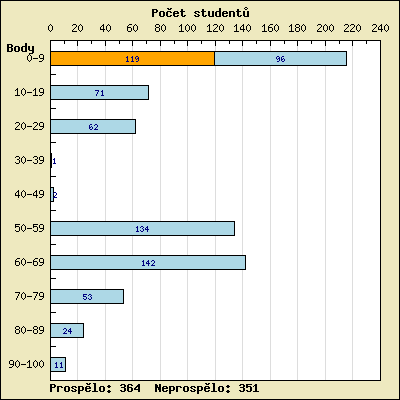 Počet studentů
0 20 40 60 80 100 120 140 160 180 200 220 240
Body
0-9 119 96
10-19 71
20-29 62
30-39 1
40-49 2
50-59 134
60-69 142
70-79 53
80-89 24
90-100 11
Prospělo: 364 Neprospělo: 351